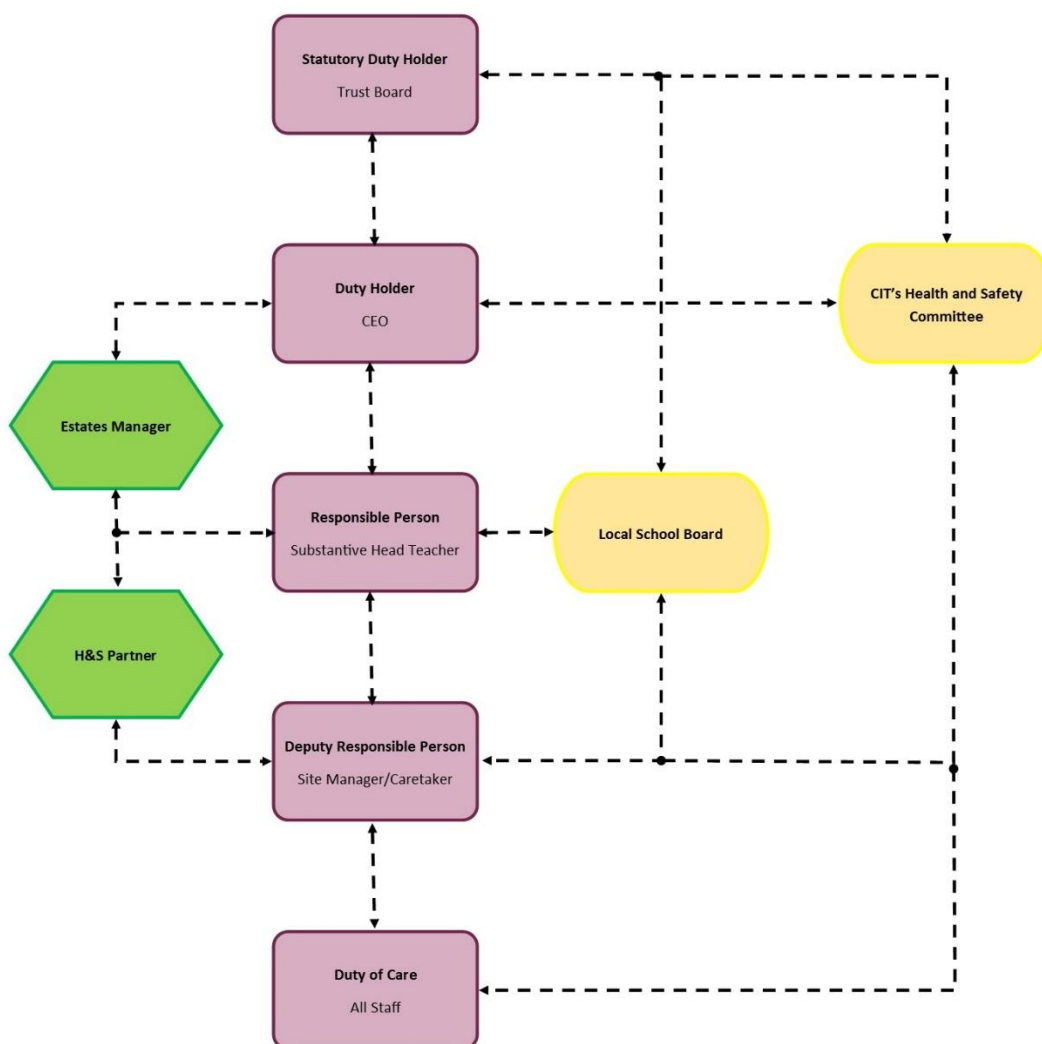 Statutory Duty Holder
Trust Board
Duty Holder
CEO
CIT's Health and Safety
Committee
Estates Manager
Responsible Person
Substantive Head Teacher
Local School Board
H&S Partner
Deputy Responsible Person
Site Manager/Caretaker
Duty of Care
All Staff